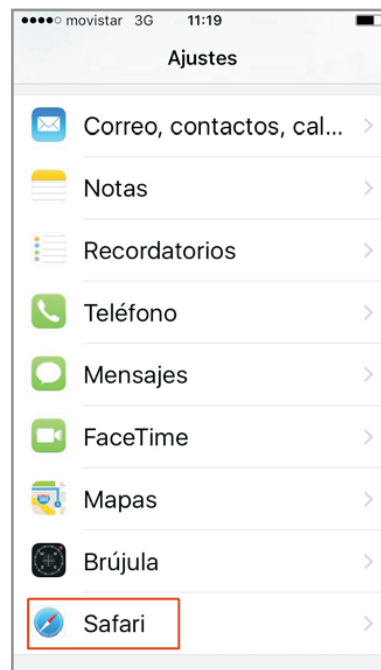 movistar 3G 11:19
Ajustes
Correo, contactos, cal...
Notas
Recordatorios
Teléfono
Mensajes
FaceTime
Mapas
Brújula
Safari